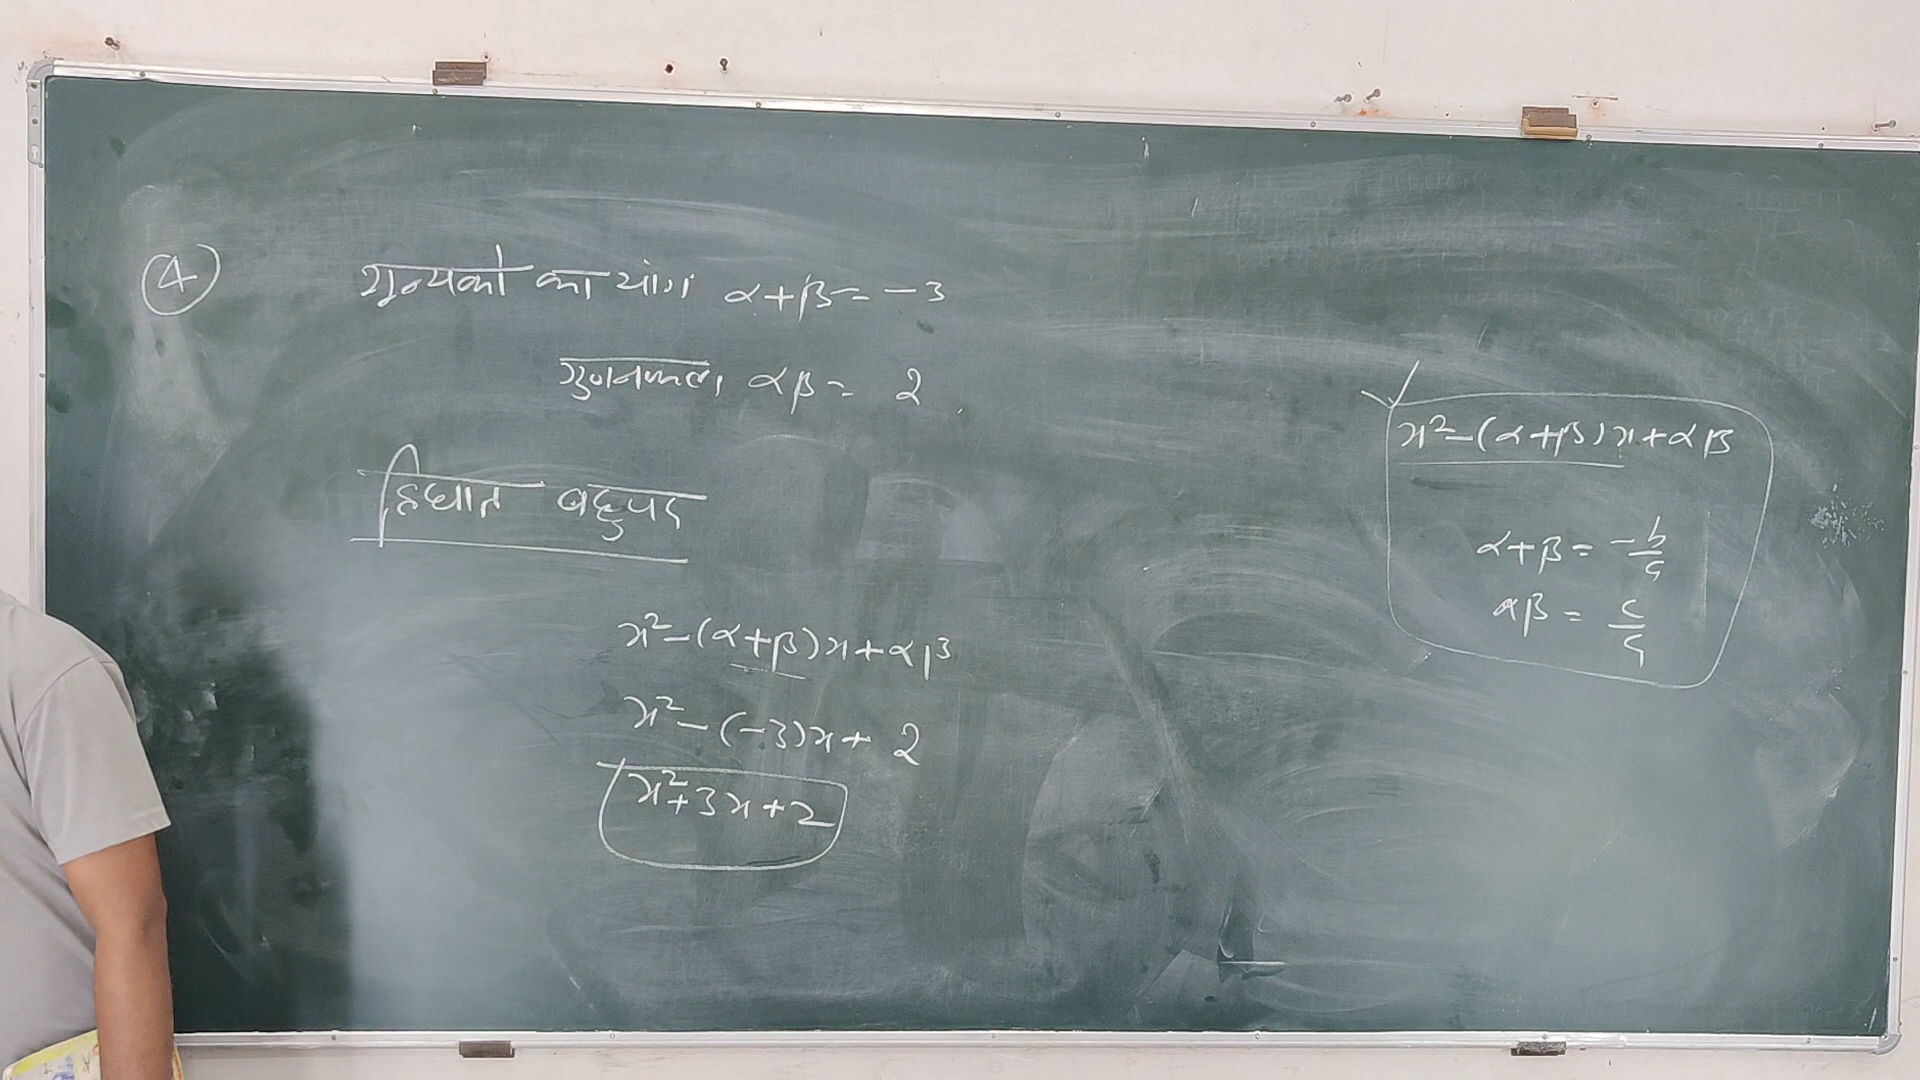 ④ शून्यकों का योग α+β = -3
गुणनफल, αβ = 2
द्विघात बहुपद
x²-(α+β)x+αβ
x²-(-3)x+ 2
x²+3x+2
x²-(α+β)x+αβ
α+β = -b/a
αβ = c/a